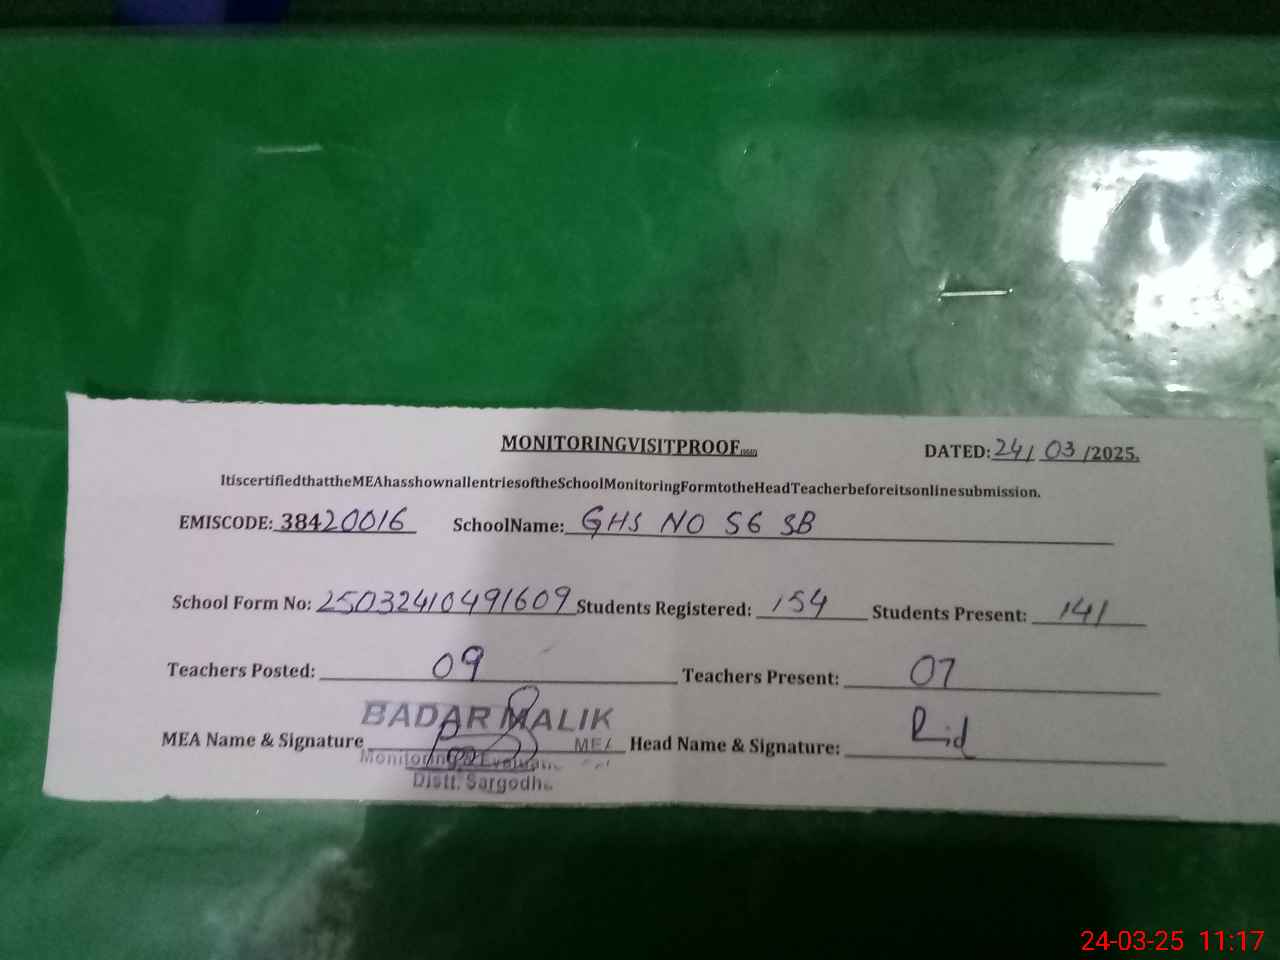 MONITORINGVISITPROOF DATED: 24/ 03 /2025.
ItiscertifiedthattheMEAhasshownallentriesoftheSchoolMonitoringFormtotheHeadTeacherbeforeitsonlinesubmission.
EMISCODE: 38420016 SchoolName: GHS NO 56 SB
School Form No: 25032410491609 Students Registered: 154 Students Present: 141
Teachers Posted: 09 Teachers Present: 07
BADAR MALIK
MEA Name & Signature MEA Head Name & Signature:
Monitoring
Distt. Sargodha
24-03-25 11:17